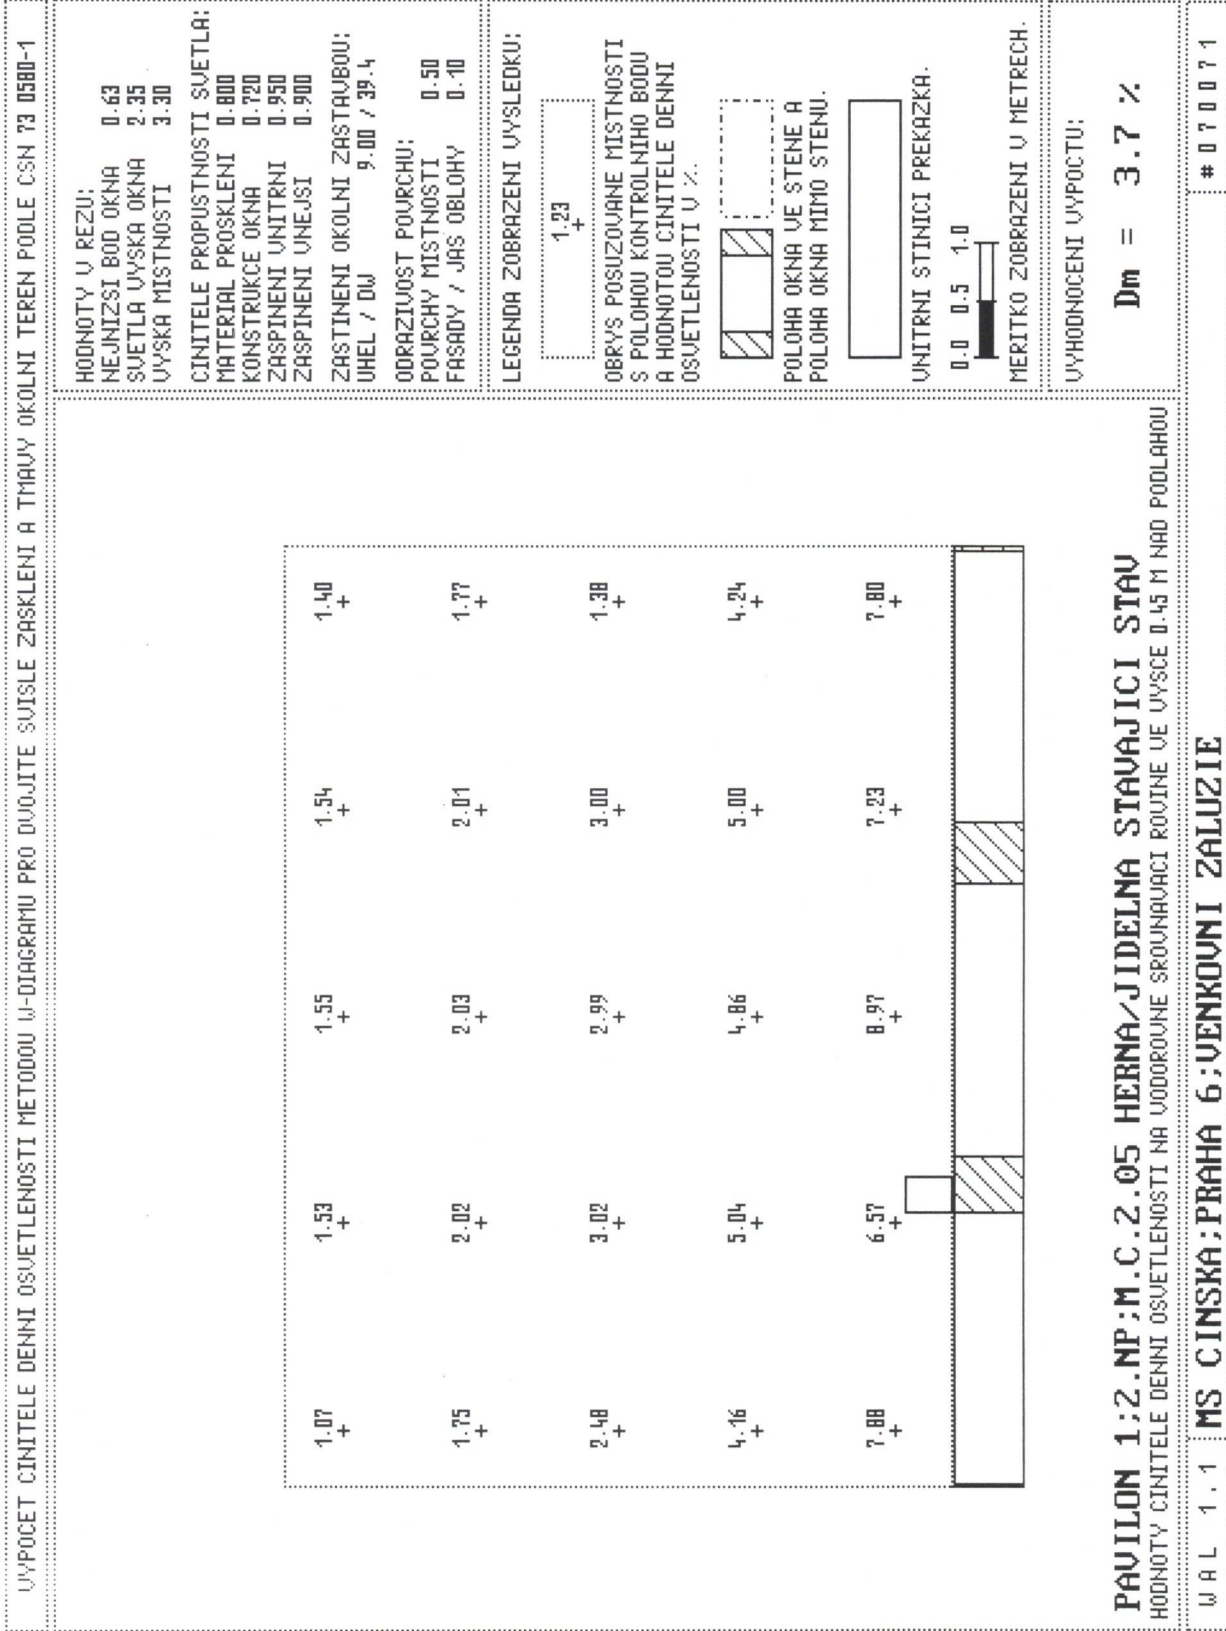 VYPOCET CINITELE DENNI OSVETLENOSTI METODOU W-DIAGRAMU PRO DVOJITE SVISLE ZASKLENI A TMAVY OKOLNI TEREN PODLE CSN 73 0580-1
1.07 1.53 1.55 1.54 1.40
1.75 2.02 2.03 2.01 1.77
2.48 3.02 2.99 3.00 1.38
4.16 5.04 4.86 5.00 4.24
7.88 6.57 8.97 7.23 7.80
PAVILON 1;2.NP;M.C.2.05 HERNA/JIDELNA STAVAJICI STAV
HODNOTY CINITELE DENNI OSVETLENOSTI NA VODOROVNE SROVNAVACI ROVINE VE VYSCE 0.45 M NAD PODLAHOU
HODNOTY V REZU:
NEJNIZSI BOD OKNA 0.63
SVETLA VYSKA OKNA 2.35
VYSKA MISTNOSTI 3.30
CINITELE PROPUSTNOSTI SVETLA:
MATERIAL PROSKLENI 0.800
KONSTRUKCE OKNA 0.720
ZASPINENI VNITRNI 0.950
ZASPINENI VNEJSI 0.900
ZASTINENI OKOLNI ZASTAVBOU:
UHEL / DW 9.00 / 39.4
ODRAZIVOST POVRCHU:
POVRCHY MISTNOSTI 0.50
FASADY / JAS OBLOHY 0.10
LEGENDA ZOBRAZENI VYSLEDKU:
1.23
OBRYS POSUZOVANE MISTNOSTI
S POLOHOU KONTROLNIHO BODU
A HODNOTOU CINITELE DENNI
OSVETLENOSTI V %.
POLOHA OKNA VE STENE A
POLOHA OKNA MIMO STENU.
VNITRNI STINICI PREKAZKA.
0.0 0.5 1.0
MERITKO ZOBRAZENI V METRECH.
VYHODNOCENI VYPOCTU:
Dm = 3.7 %
WAL 1.1 MS CINSKA;PRAHA 6;VENKOVNI ZALUZIE #070071